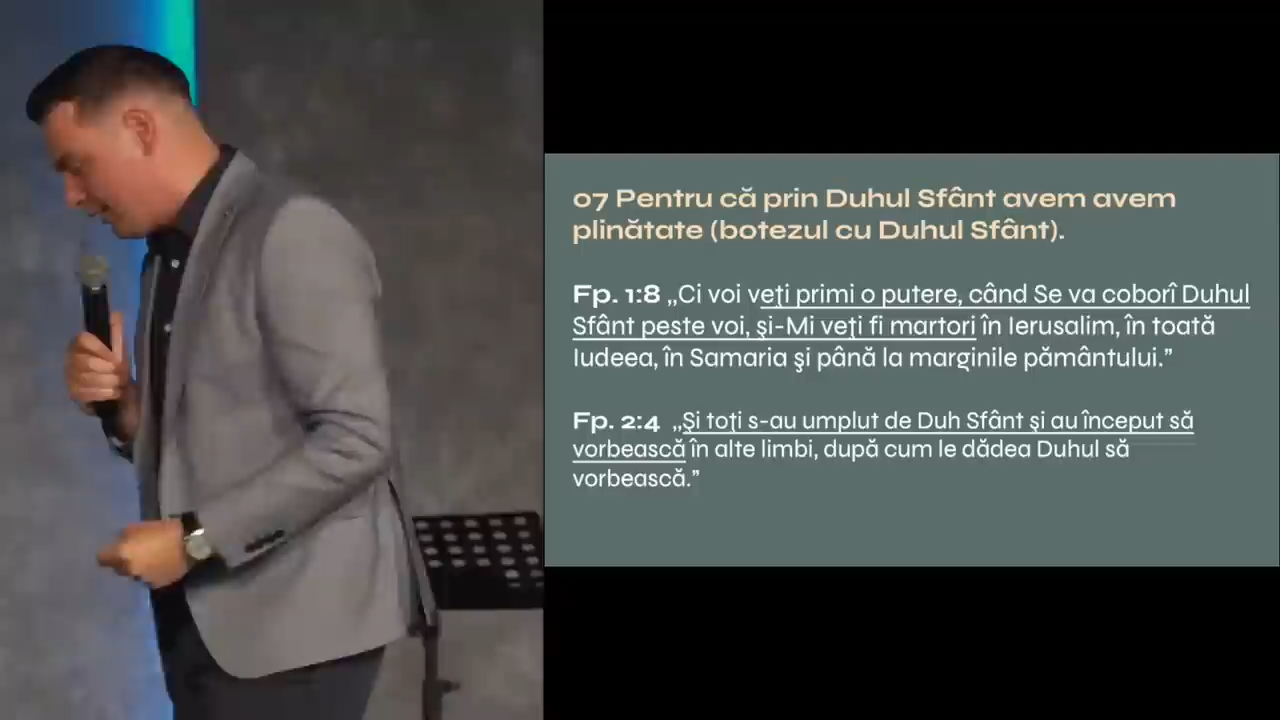 07 Pentru că prin Duhul Sfânt avem avem
plinătate (botezul cu Duhul Sfânt).
Fp. 1:8 „Ci voi veţi primi o putere, când Se va coborî Duhul
Sfânt peste voi, şi-Mi veţi fi martori în Ierusalim, în toată
Iudeea, în Samaria şi până la marginile pământului.”
Fp. 2:4 „Şi toţi s-au umplut de Duh Sfânt şi au început să
vorbească în alte limbi, după cum le dădea Duhul să
vorbească.”